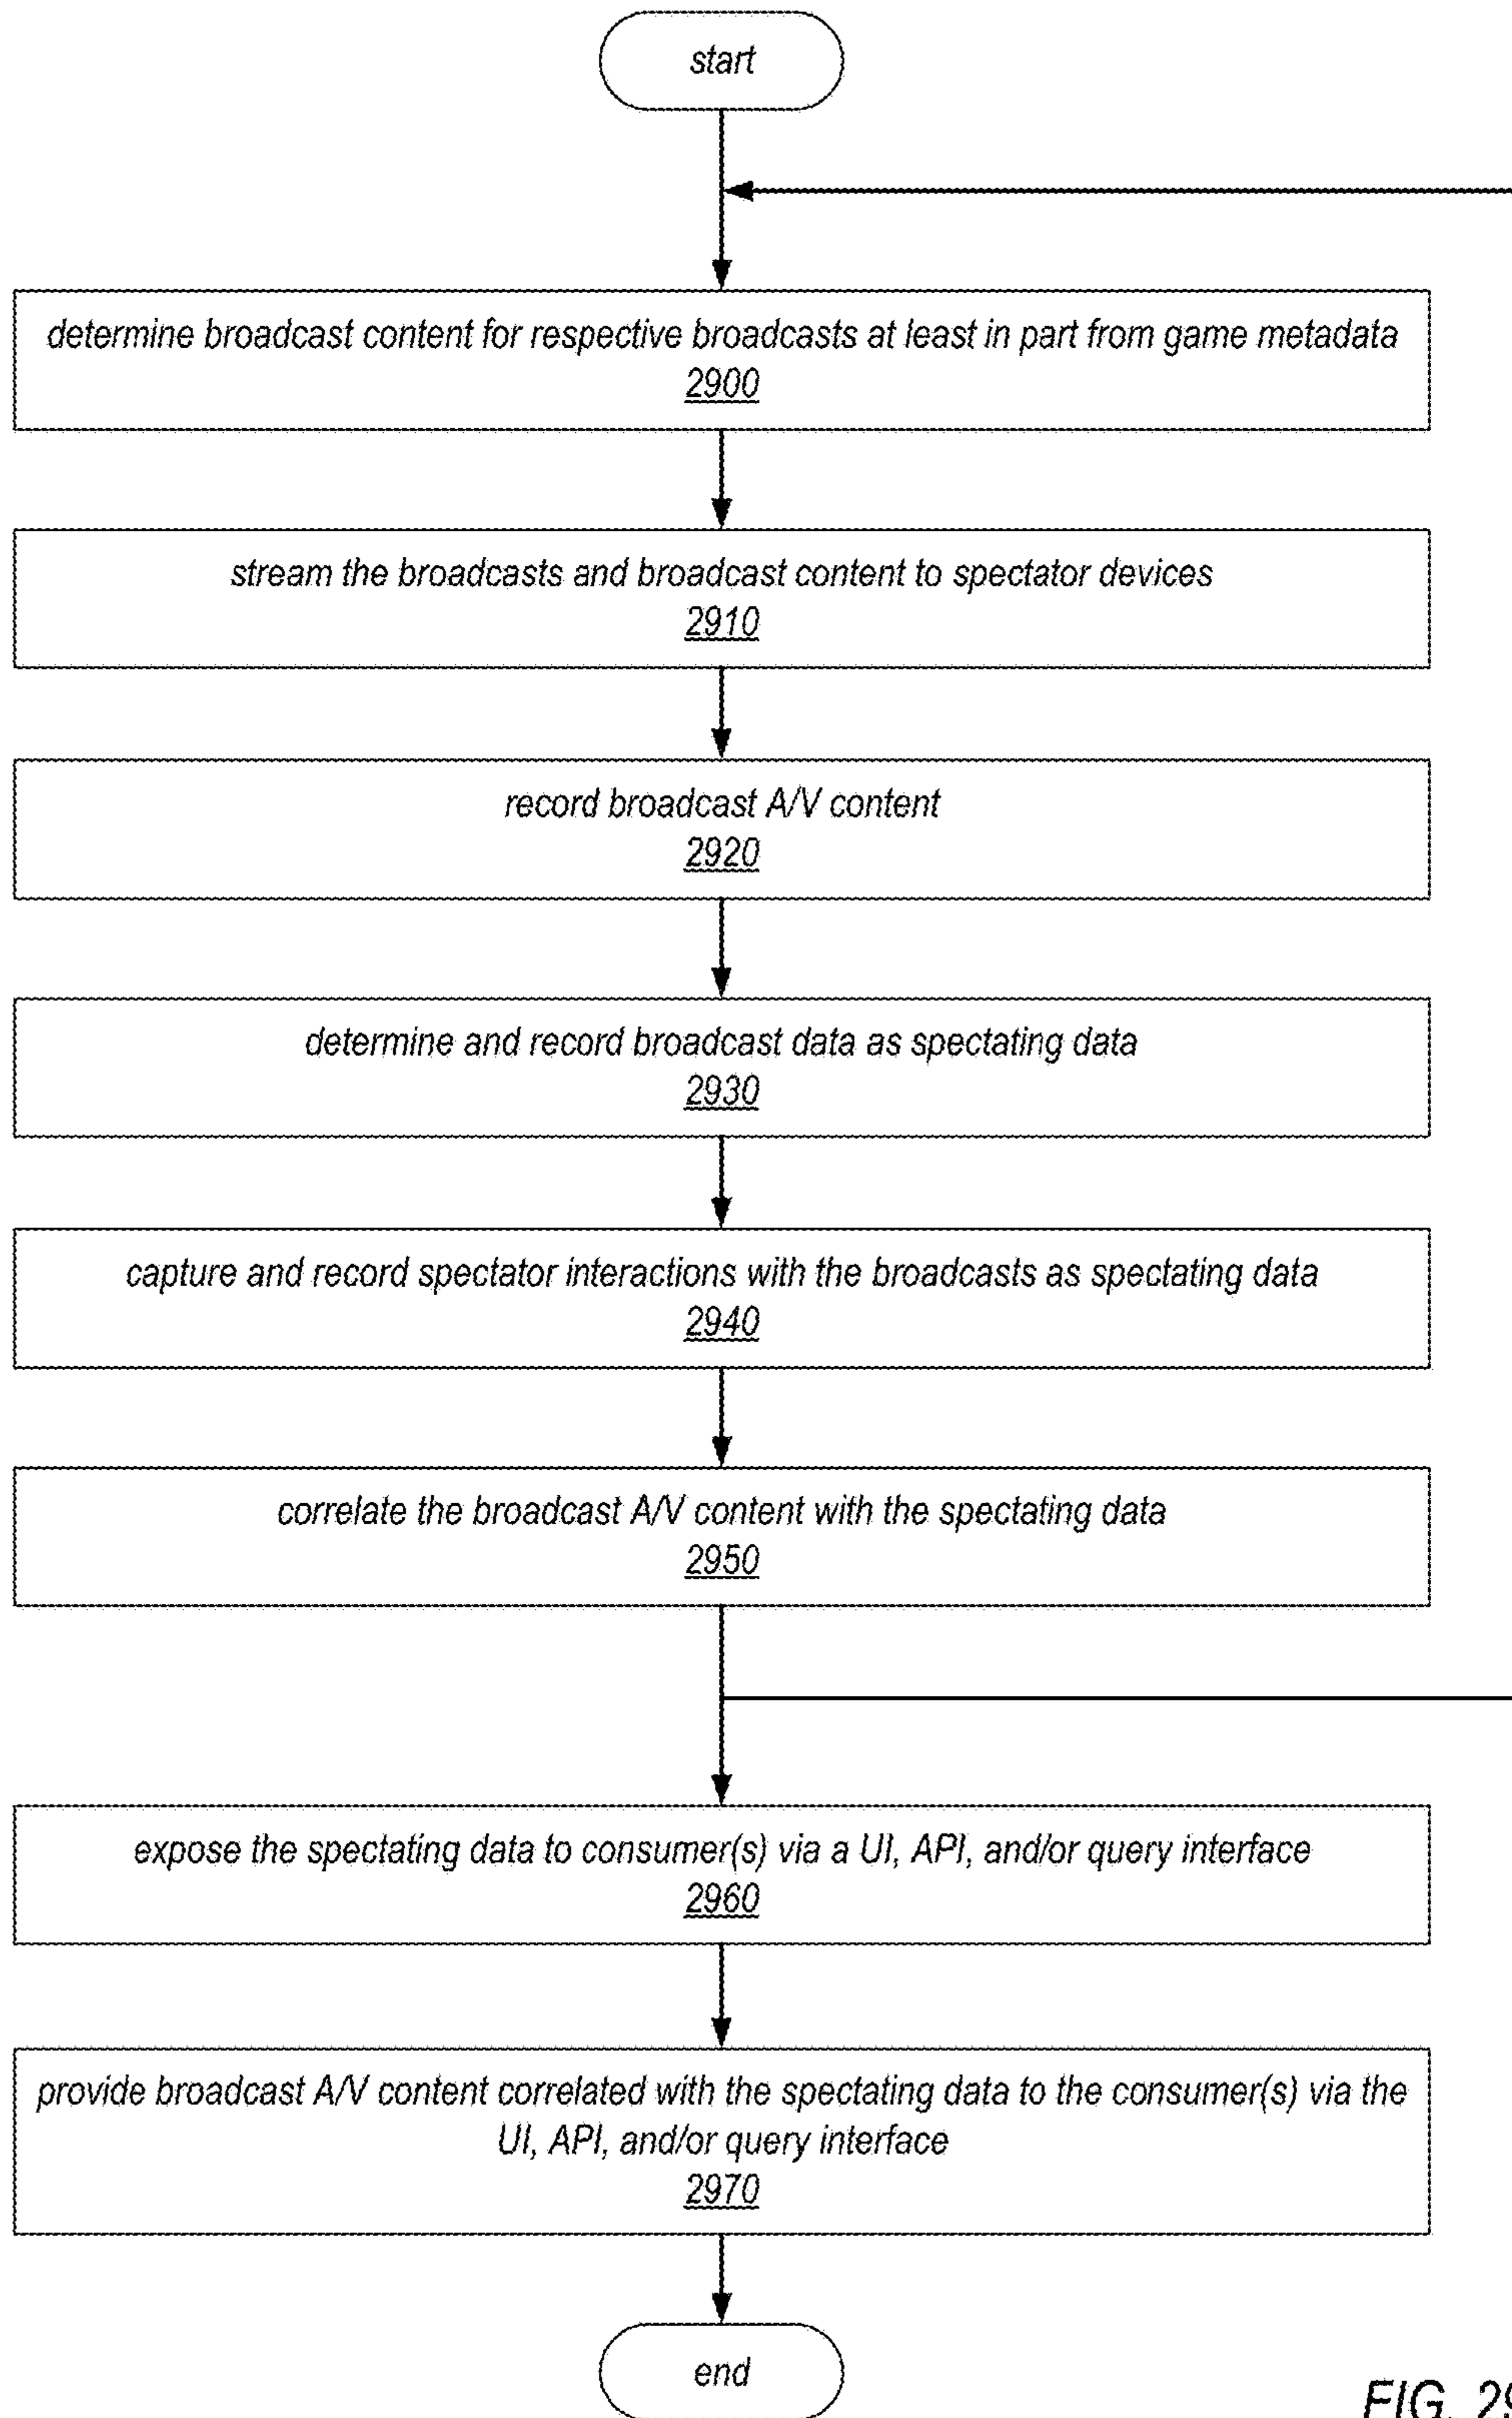 start
determine broadcast content for respective broadcasts at least in part from game metadata
2900
stream the broadcasts and broadcast content to spectator devices
2910
record broadcast A/V content
2920
determine and record broadcast data as spectating data
2930
capture and record spectator interactions with the broadcasts as spectating data
2940
correlate the broadcast A/V content with the spectating data
2950
expose the spectating data to consumer(s) via a UI, API, and/or query interface
2960
provide broadcast A/V content correlated with the spectating data to the consumer(s) via the
UI, API, and/or query interface
2970
end
FIG. 29